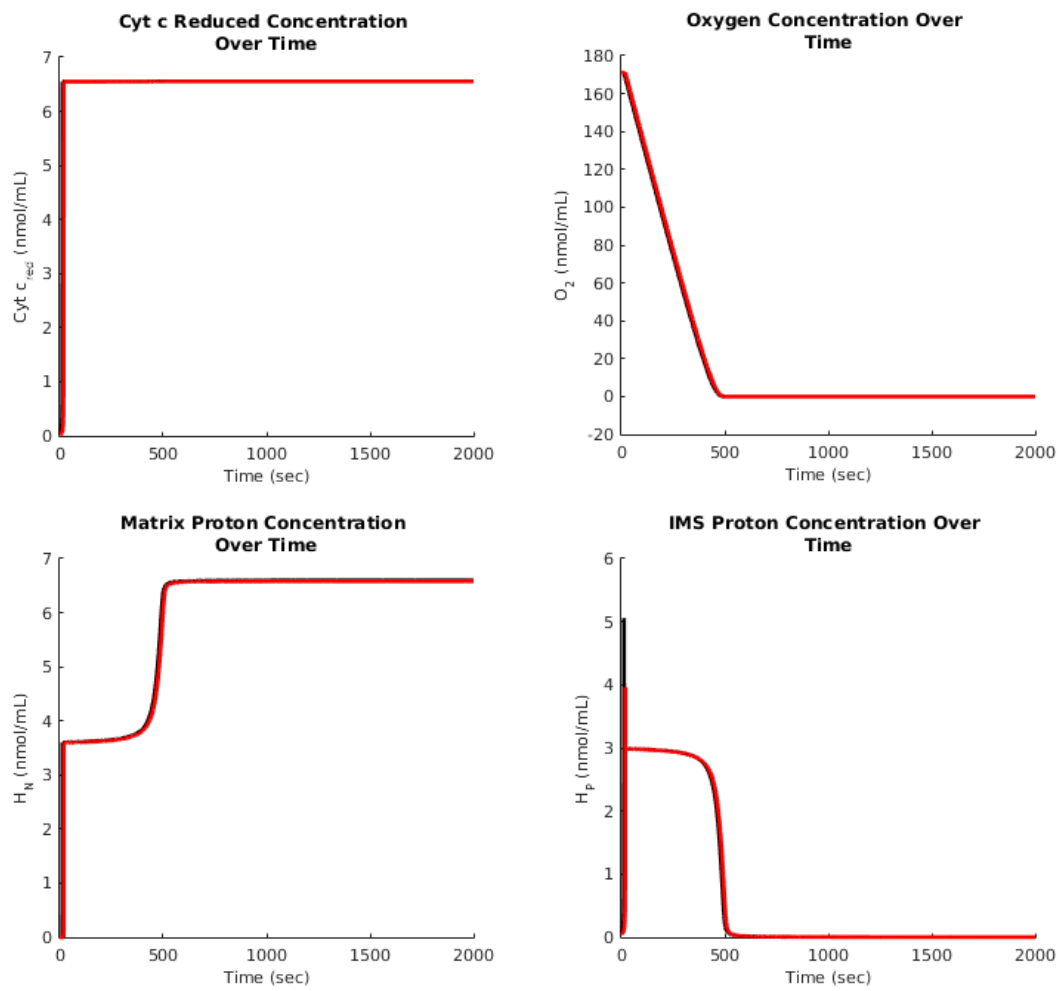 Cyt c Reduced Concentration
Over Time
7
6
5
4
3
2
1
0
Cyt c_red (nmol/mL)
0 500 1000 1500 2000
Time (sec)
Oxygen Concentration Over
Time
180
160
140
120
100
80
60
40
20
0
-20
O_2 (nmol/mL)
0 500 1000 1500 2000
Time (sec)
Matrix Proton Concentration
Over Time
7
6
5
4
3
2
1
0
H_N (nmol/mL)
0 500 1000 1500 2000
Time (sec)
IMS Proton Concentration Over
Time
6
5
4
3
2
1
0
H_P (nmol/mL)
0 500 1000 1500 2000
Time (sec)